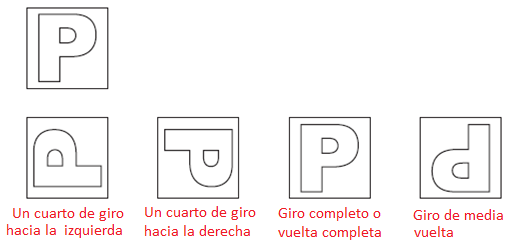 P
P
P
P
P
Un cuarto de giro
hacia la izquierda
Un cuarto de giro
hacia la derecha
Giro completo o
vuelta completa
Giro de media
vuelta